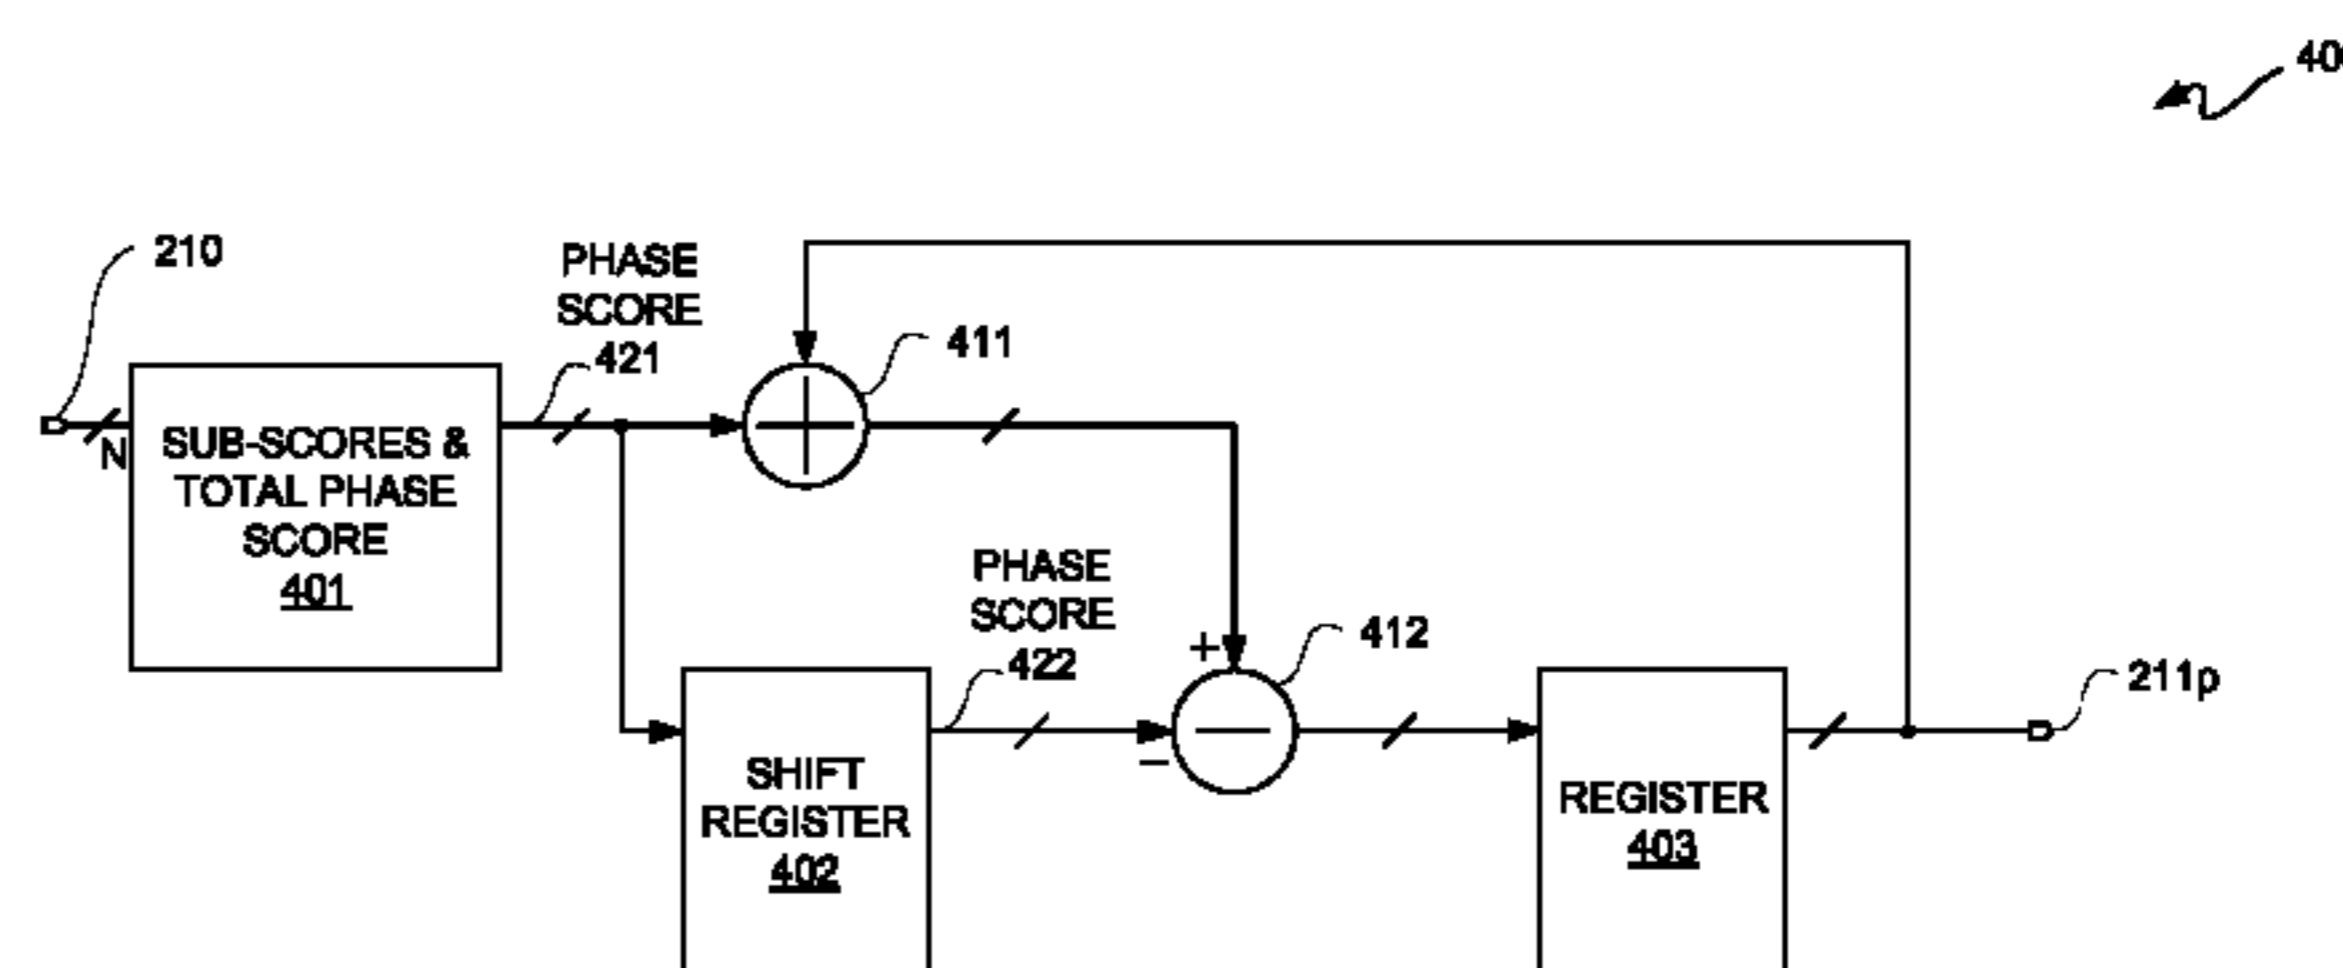 210
PHASE
SCORE
421
411
N
SUB-SCORES &
TOTAL PHASE
SCORE
401
PHASE
SCORE
422
+
412
−
211p
SHIFT
REGISTER
402
REGISTER
403